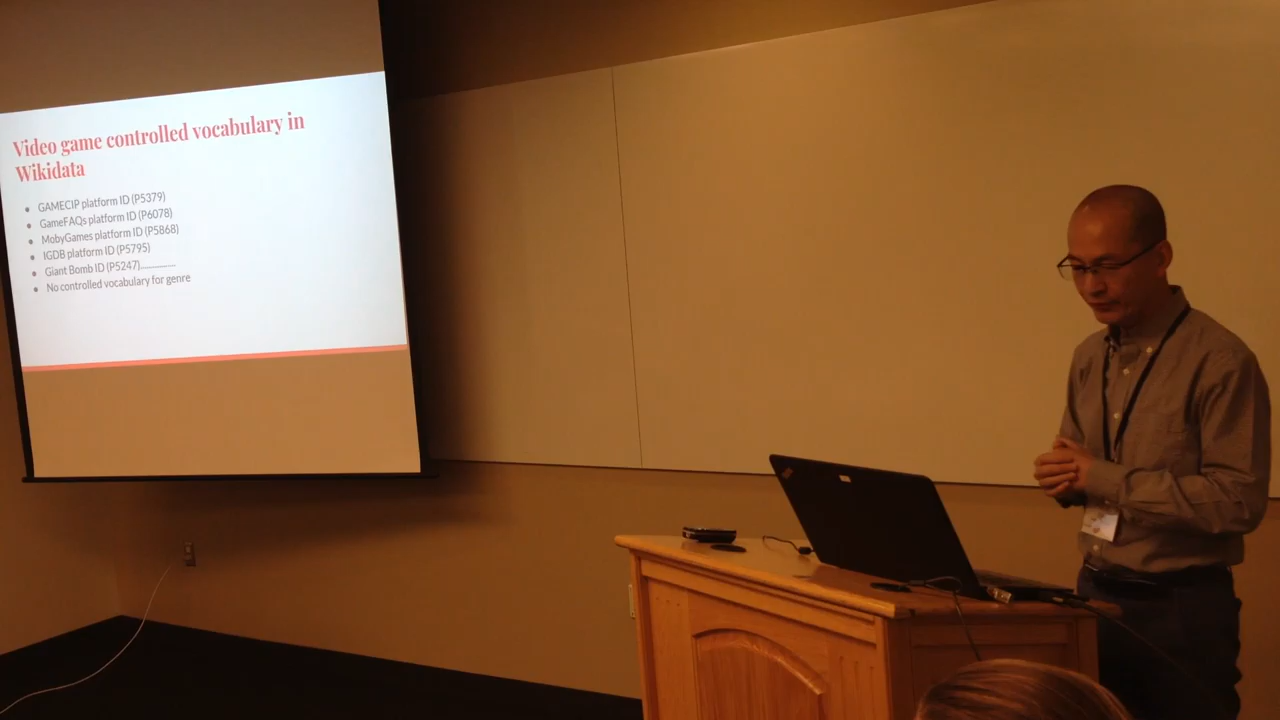 Video game controlled vocabulary in
Wikidata
GAMECIP platform ID (P5379)
GameFAQs platform ID (P6078)
MobyGames platform ID (P5868)
IGDB platform ID (P5795)
Giant Bomb ID (P5247)..................
No controlled vocabulary for genre